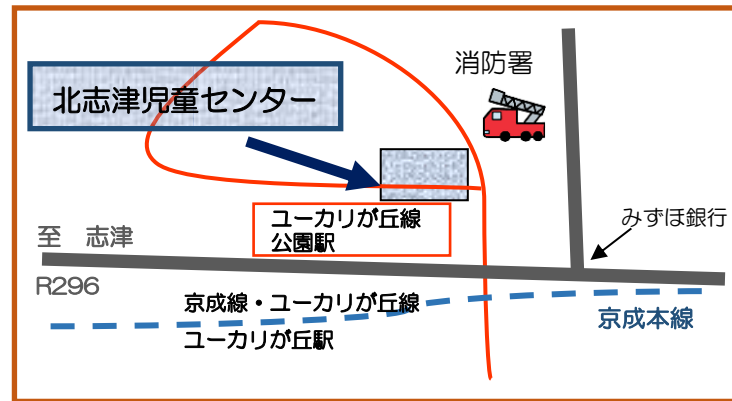 消防署
北志津児童センター
みずほ銀行
ユーカリが丘線
公園駅
至 志津
R296
京成線・ユーカリが丘線
ユーカリが丘駅
京成本線